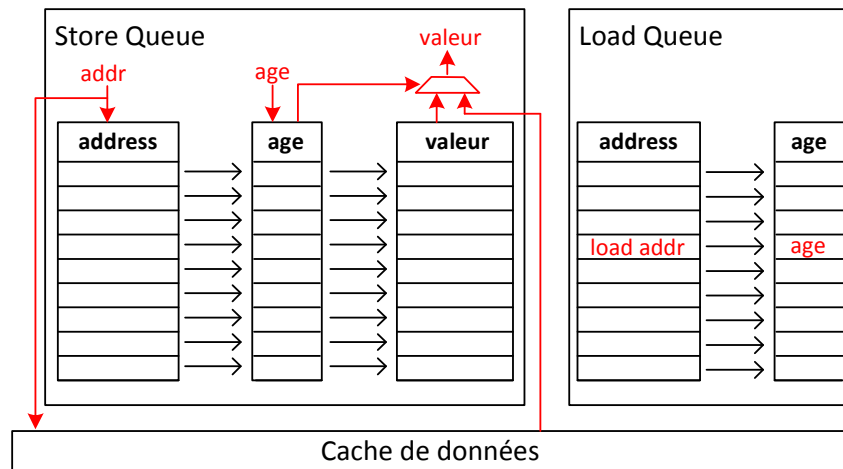 Store Queue
valeur
addr
age
address
age
valeur
Load Queue
address
age
load addr
age
Cache de données